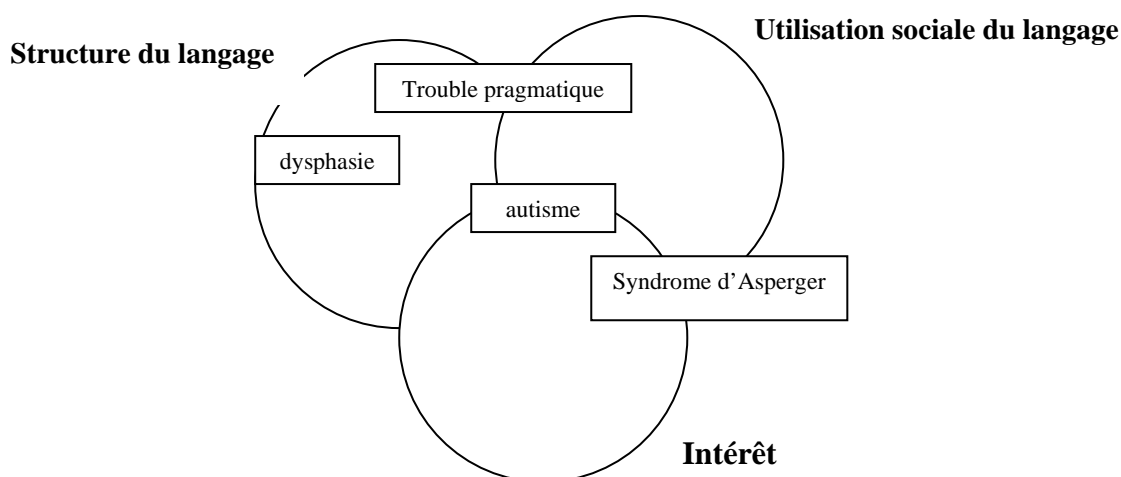 Utilisation sociale du langage
Structure du langage
Trouble pragmatique
dysphasie
autisme
Syndrome d’Asperger
Intérêt